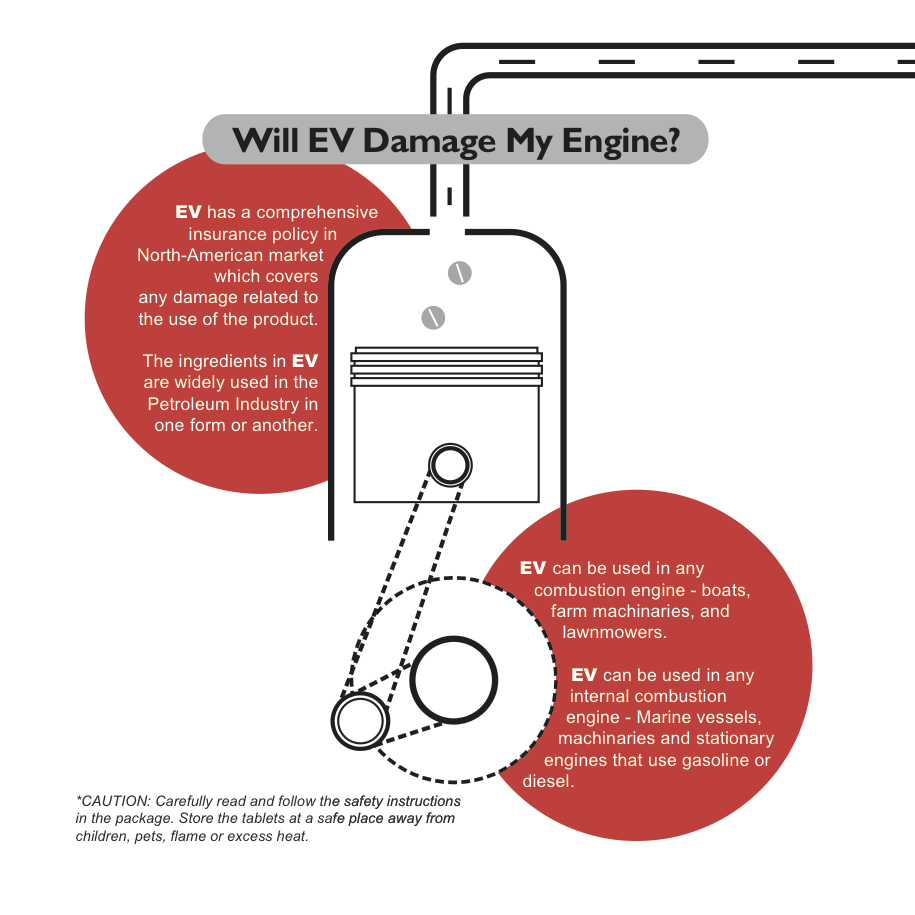 Will EV Damage My Engine?
EV has a comprehensive
insurance policy in
North-American market
which covers
any damage related to
the use of the product.
The ingredients in EV
are widely used in the
Petroleum Industry in
one form or another.
EV can be used in any
combustion engine - boats,
farm machinaries, and
lawnmowers.
EV can be used in any
internal combustion
engine - Marine vessels,
machinaries and stationary
engines that use gasoline or
diesel.
*CAUTION: Carefully read and follow the safety instructions
in the package. Store the tablets at a safe place away from
children, pets, flame or excess heat.